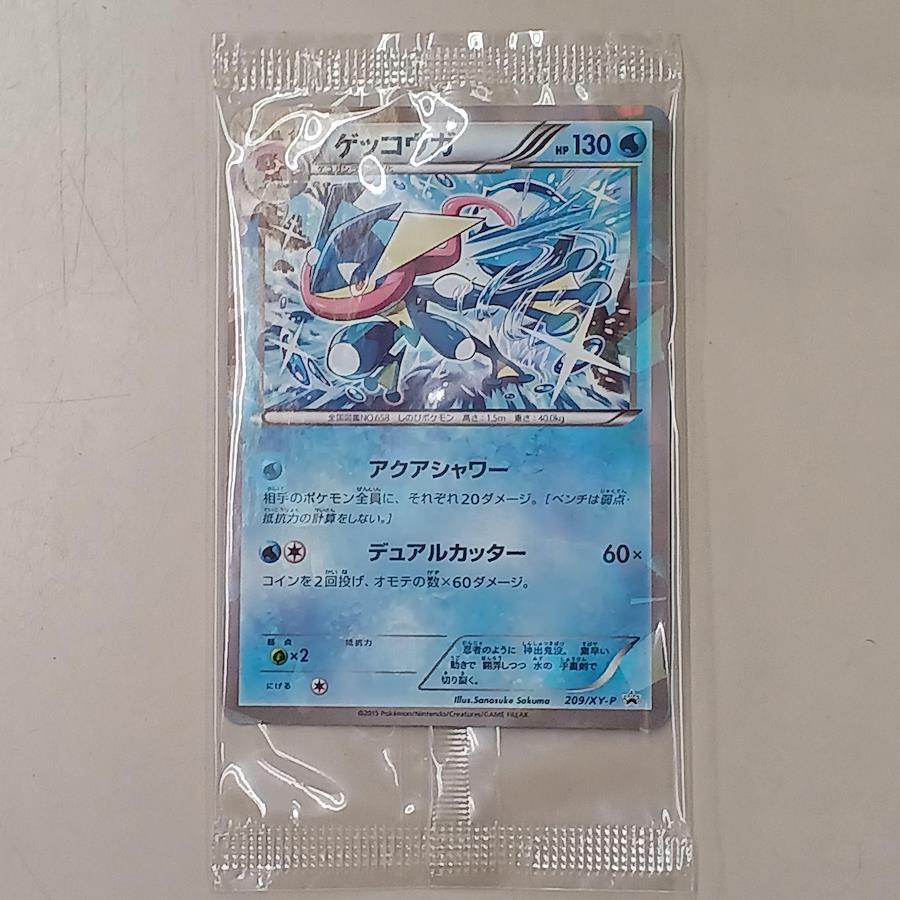 ゲッコウガ
HP 130
全国図鑑NO.658 しのびポケモン 高さ:1.5m 重さ:40.0kg
アクアシャワー
相手のポケモン全員に、それぞれ20ダメージ。[ベンチは弱点・
抵抗力の計算をしない。]
デュアルカッター 60×
コインを2回投げ、オモテの数×60ダメージ。
弱点 抵抗力
×2
にげる
忍者のように 神出鬼没。 素早い
動きで 翻弄しつつ 水の 手裏剣で
切り裂く。
Illus.Sanosuke Sakuma 209/XY-P
©2015 Pokémon/Nintendo/Creatures/GAME FREAK